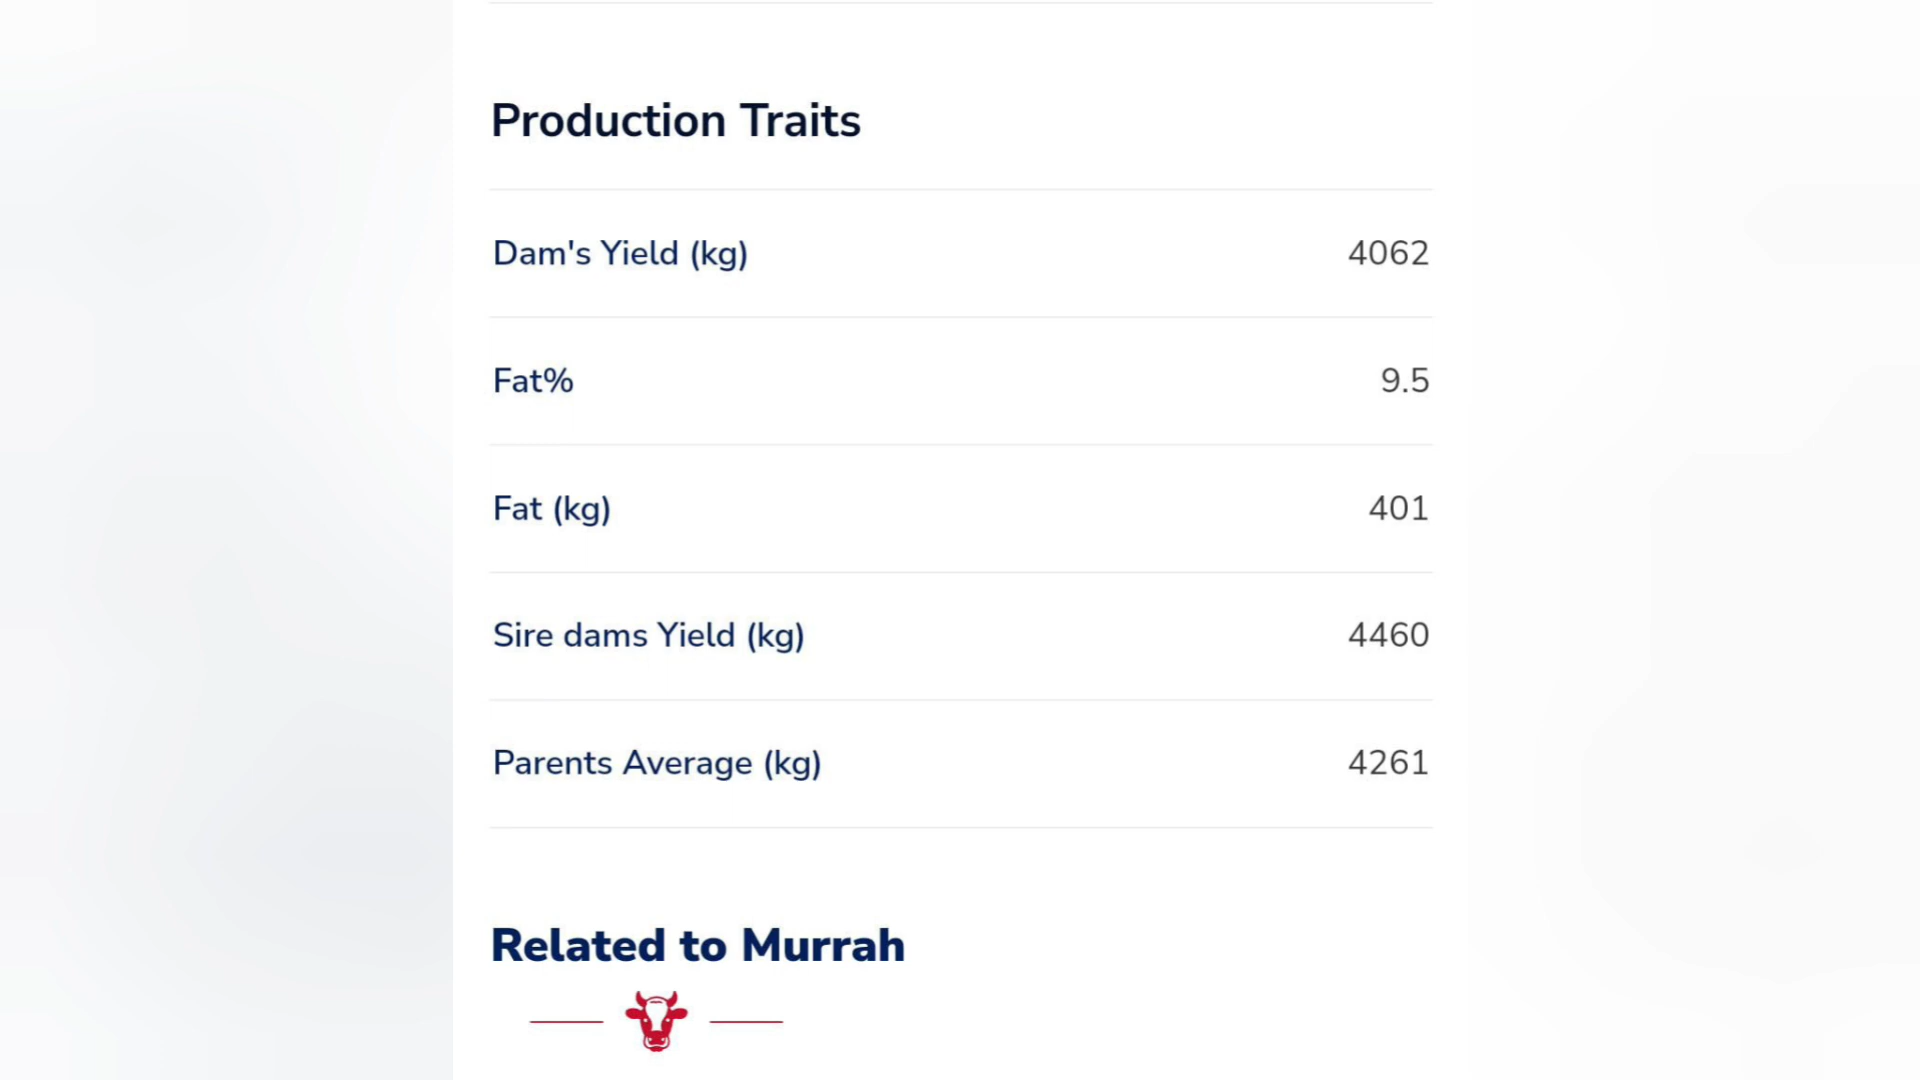 Production Traits
Dam's Yield (kg) 4062
Fat% 9.5
Fat (kg) 401
Sire dams Yield (kg) 4460
Parents Average (kg) 4261
Related to Murrah